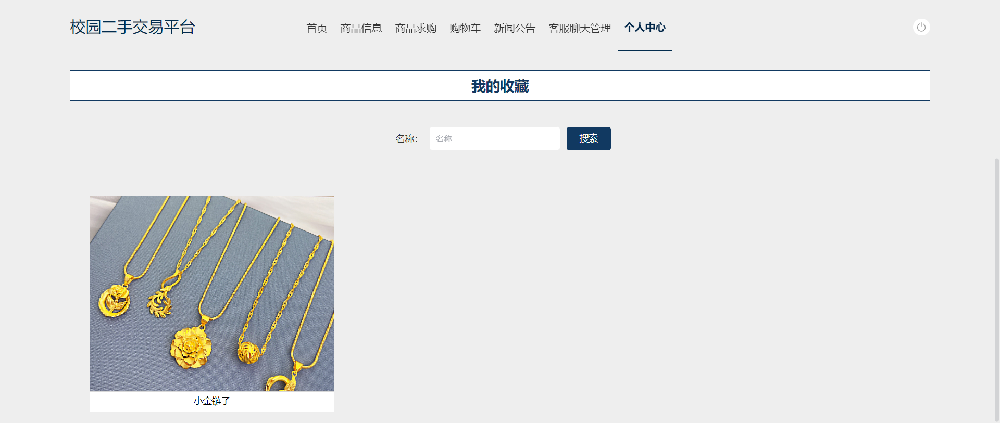 校园二手交易平台
首页 商品信息 商品求购 购物车 新闻公告 客服聊天管理 个人中心
我的收藏
名称： 名称 搜索
小金链子